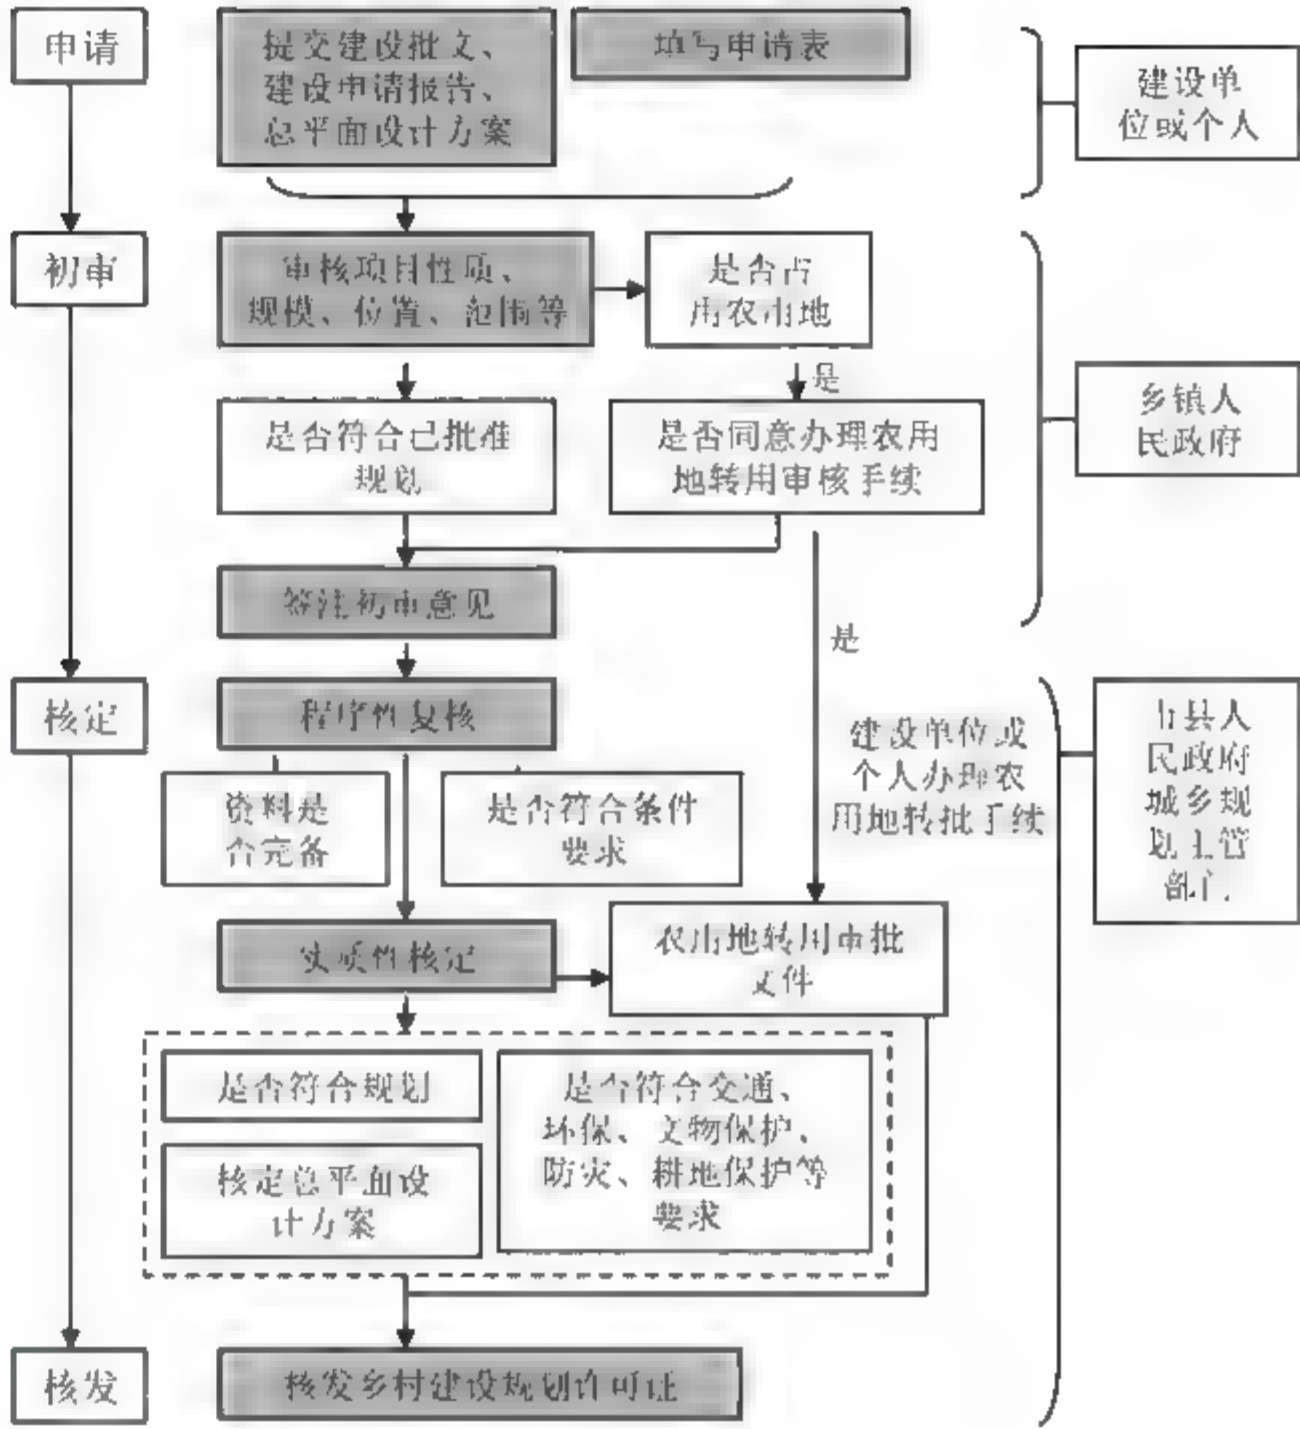 申请
提交建设批文、
建设申请报告、
总平面设计方案
填写申请表
建设单
位或个人
初审
审核项目性质、
规模、位置、范围等
是否占
用农用地
是
乡镇人
民政府
是否符合已批准
规划
是否同意办理农用
地转用审核手续
签注初审意见
是
核定
程序性复核
建设单位或
个人办理农
用地转批手续
市县人
民政府
城乡规
划主管
部门
资料是
否完备
是否符合条件
要求
实质性核定
农用地转用审批
文件
是否符合规划
核定总平面设
计方案
是否符合交通、
环保、文物保护、
防灾、耕地保护等
要求
核发
核发乡村建设规划许可证